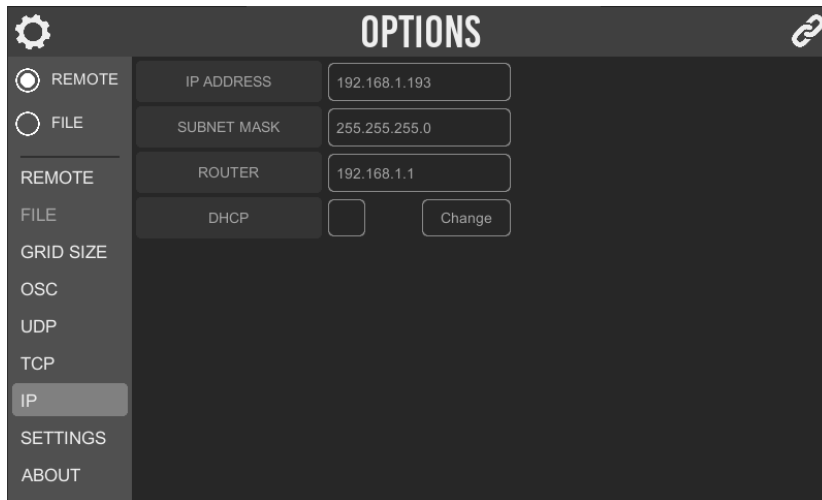 OPTIONS
REMOTE
FILE
REMOTE
FILE
GRID SIZE
OSC
UDP
TCP
IP
SETTINGS
ABOUT
IP ADDRESS 192.168.1.193
SUBNET MASK 255.255.255.0
ROUTER 192.168.1.1
DHCP Change